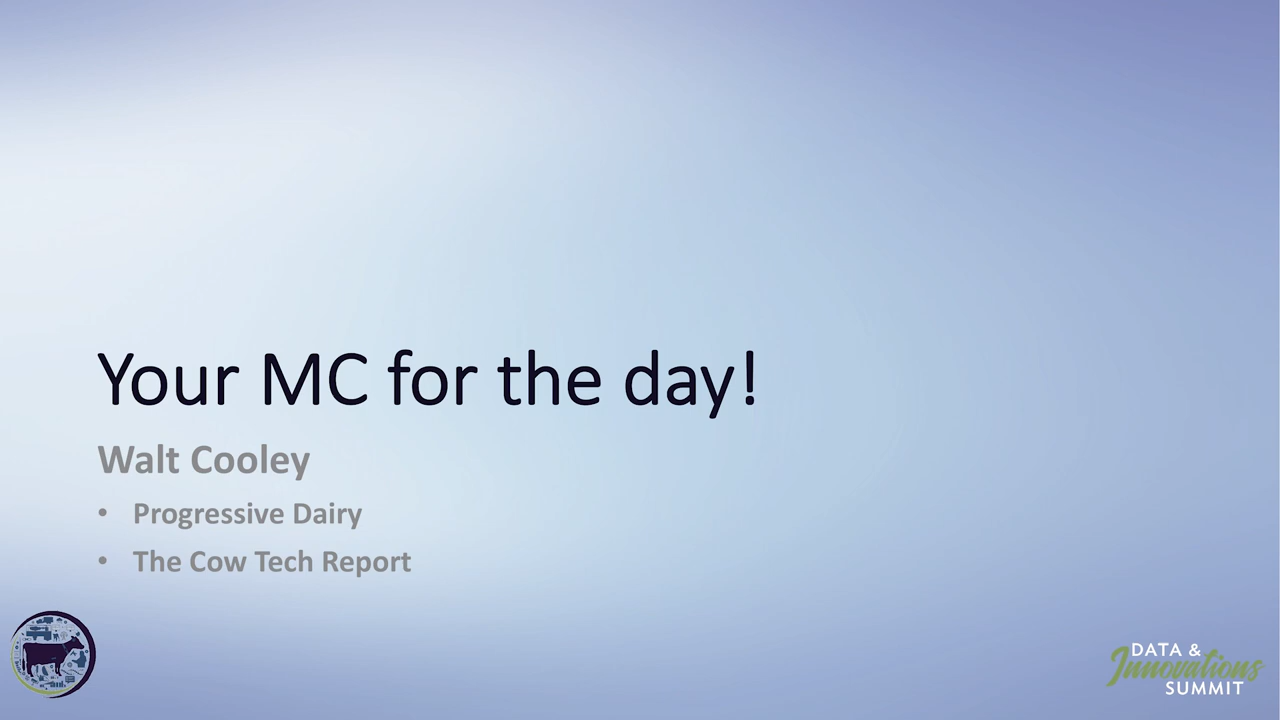 Your MC for the day!
Walt Cooley
• Progressive Dairy
• The Cow Tech Report
DATA &
Innovations
SUMMIT